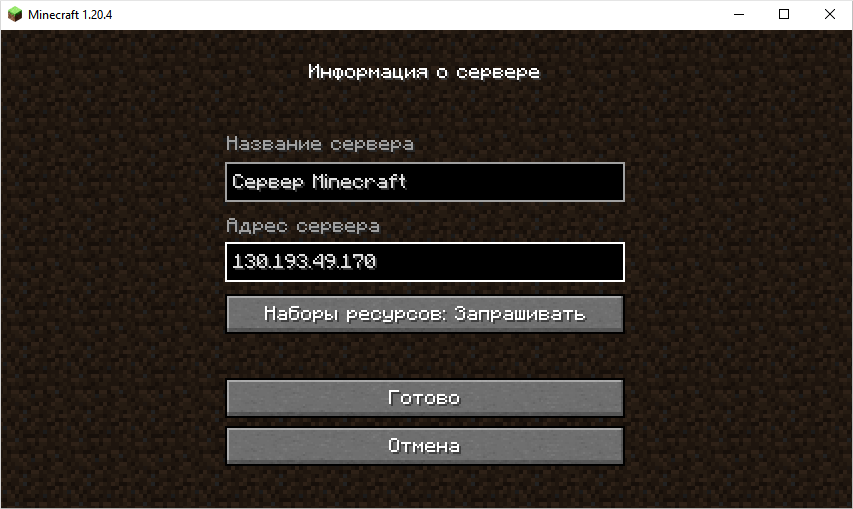 Minecraft 1.20.4
Информация о сервере
Название сервера
Сервер Minecraft
Адрес сервера
130.193.49.170
Наборы ресурсов: Запрашивать
Готово
Отмена